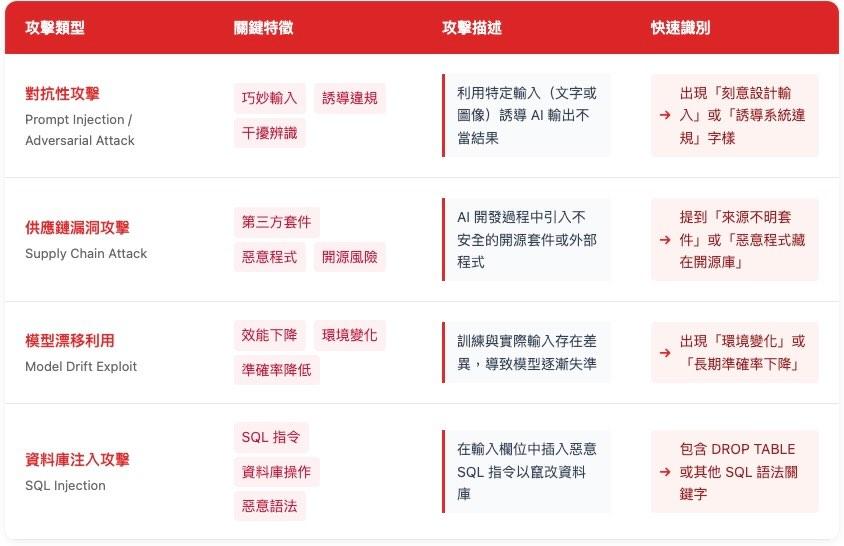 攻擊類型 關鍵特徵 攻擊描述 快速識別
對抗性攻擊
Prompt Injection /
Adversarial Attack
巧妙輸入 誘導違規
干擾辨識
利用特定輸入（文字或
圖像）誘導 AI 輸出不
當結果
→ 出現「刻意設計輸
入」或「誘導系統違
規」字樣
供應鏈漏洞攻擊
Supply Chain Attack
第三方套件
惡意程式 開源風險
AI 開發過程中引入不
安全的開源套件或外部
程式
→ 提到「來源不明套
件」或「惡意程式藏
在開源庫」
模型漂移利用
Model Drift Exploit
效能下降 環境變化
準確率降低
訓練與實際輸入存在差
異，導致模型逐漸失準
→ 出現「環境變化」或
「長期準確率下降」
資料庫注入攻擊
SQL Injection
SQL 指令
資料庫操作
惡意語法
在輸入欄位中插入惡意
SQL 指令以竄改資料
庫
→ 包含 DROP TABLE
或其他 SQL 語法關
鍵字